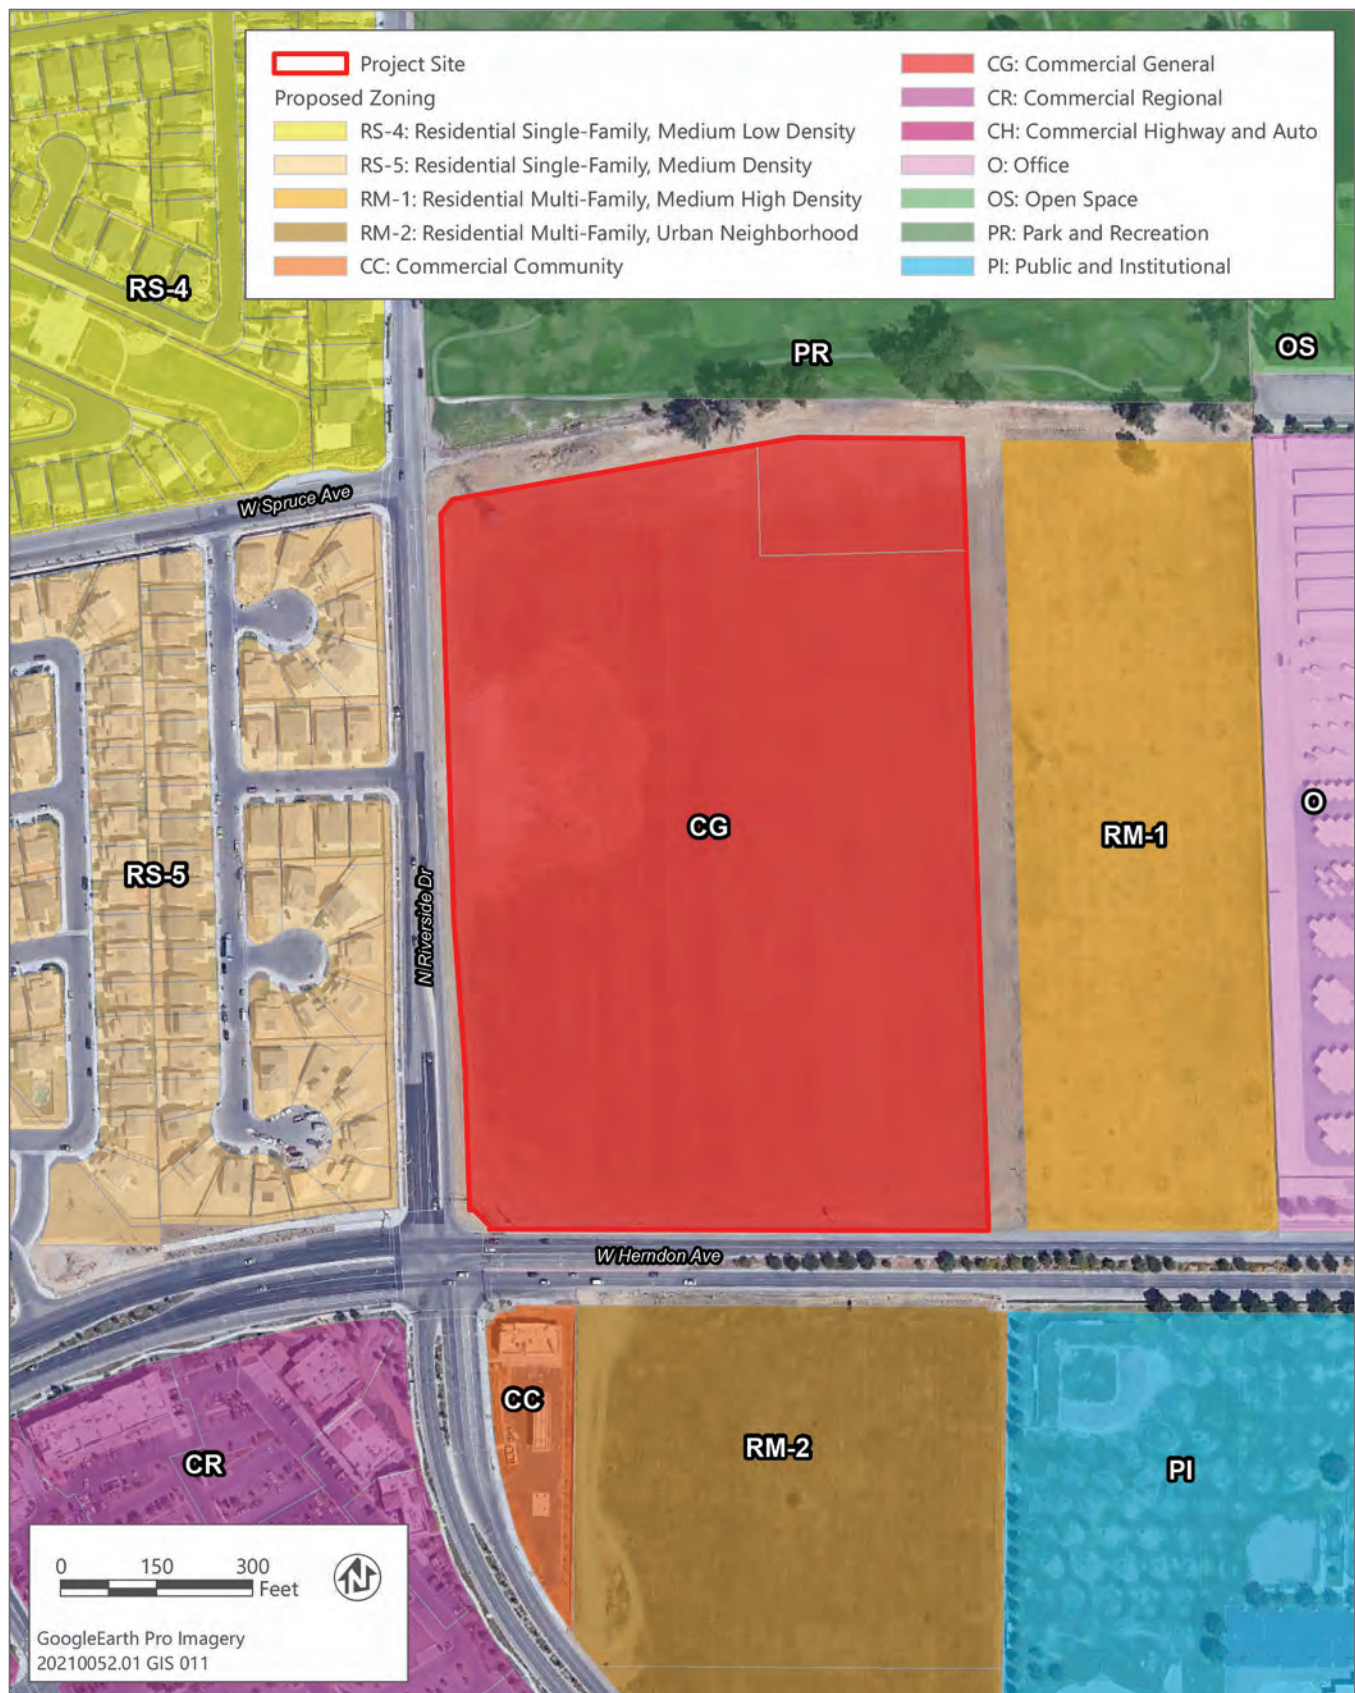 Project Site
Proposed Zoning
RS-4: Residential Single-Family, Medium Low Density
RS-5: Residential Single-Family, Medium Density
RM-1: Residential Multi-Family, Medium High Density
RM-2: Residential Multi-Family, Urban Neighborhood
CC: Commercial Community
CG: Commercial General
CR: Commercial Regional
CH: Commercial Highway and Auto
O: Office
OS: Open Space
PR: Park and Recreation
PI: Public and Institutional
RS-4
PR
OS
W Spruce Ave
CG
RM-1
O
RS-5
N Riverside Dr
W Herndon Ave
CC
CR
RM-2
PI
0 150 300
Feet
N
GoogleEarth Pro Imagery
20210052.01 GIS 011